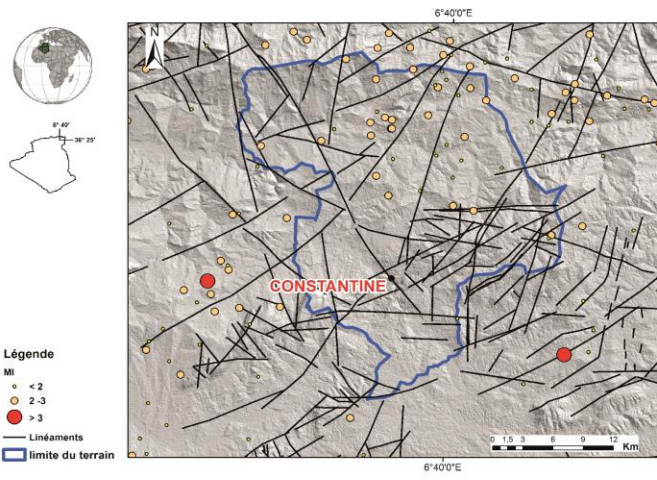 6°40'0"E
N
6° 40'
36° 25'
CONSTANTINE
Légende
Ml
< 2
2 -3
> 3
Linéaments
limite du terrain
0 1,5 3 6 9 12
Km
6°40'0"E